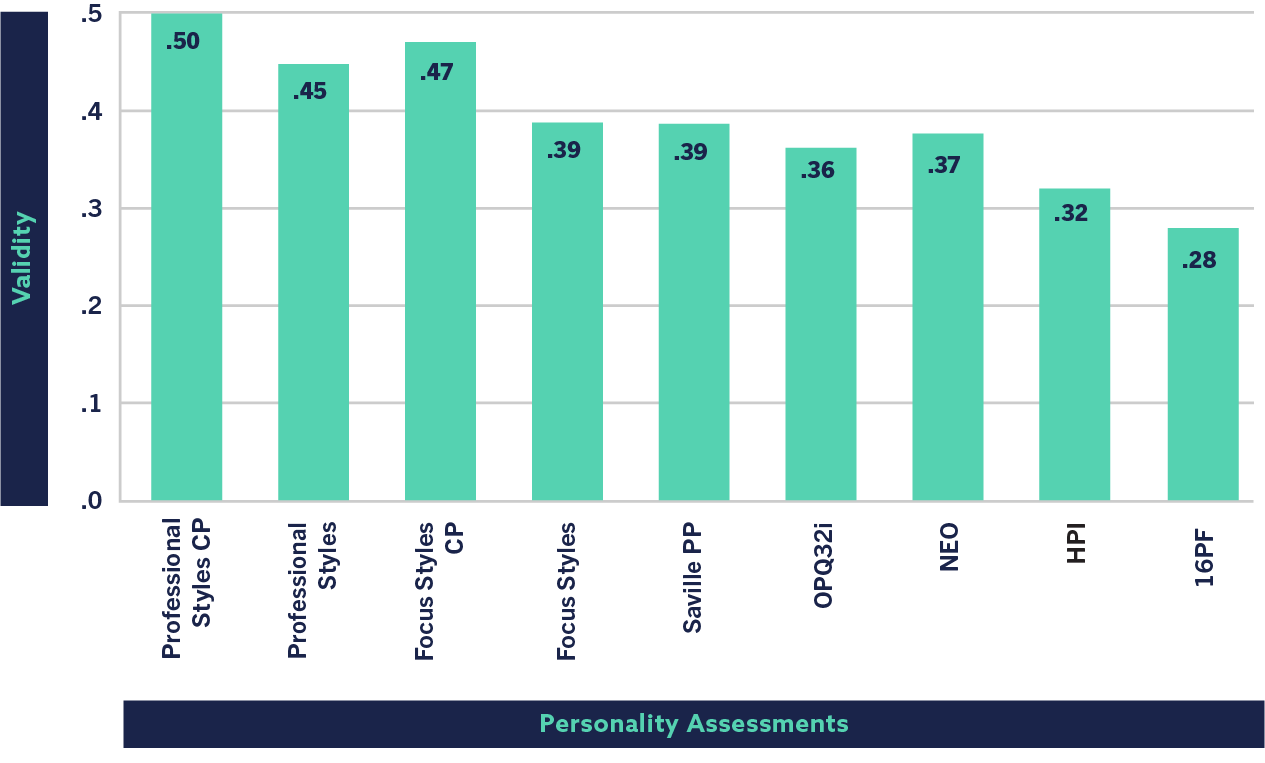 Validity
.5
.4
.3
.2
.1
.0
.50
.45
.47
.39
.39
.36
.37
.32
.28
Professional
Styles CP
Professional
Styles
Focus Styles
CP
Focus Styles
Saville PP
OPQ32i
NEO
HPI
16PF
Personality Assessments